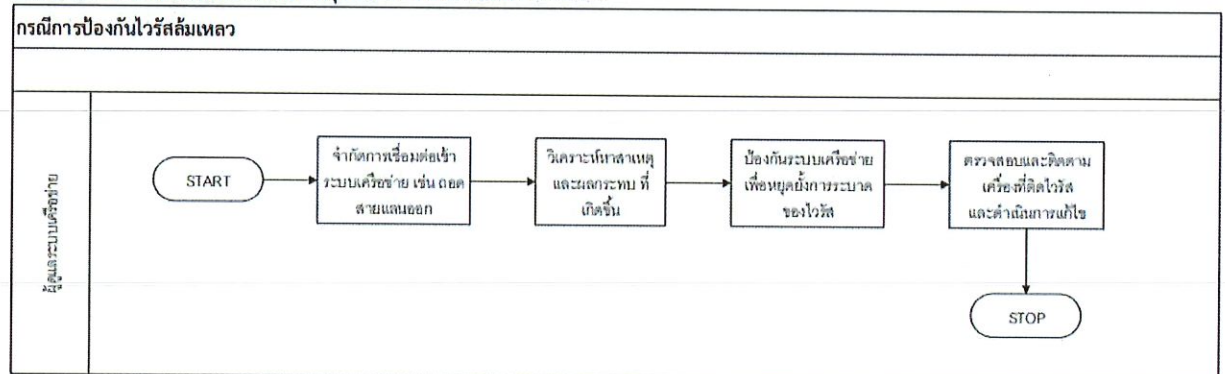 กรณีการป้องกันไวรัสล้มเหลว
ผู้ดูแลระบบเครือข่าย
START
จำกัดการเชื่อมต่อเข้า
ระบบเครือข่าย เช่น ถอด
สายแลนออก
วิเคราะห์หาสาเหตุ
และผลกระทบ ที่
เกิดขึ้น
ป้องกันระบบเครือข่าย
เพื่อหยุดยั้งการระบาด
ของไวรัส
ตรวจสอบและติดตาม
เครื่องที่ติดไวรัส
และดำเนินการแก้ไข
STOP